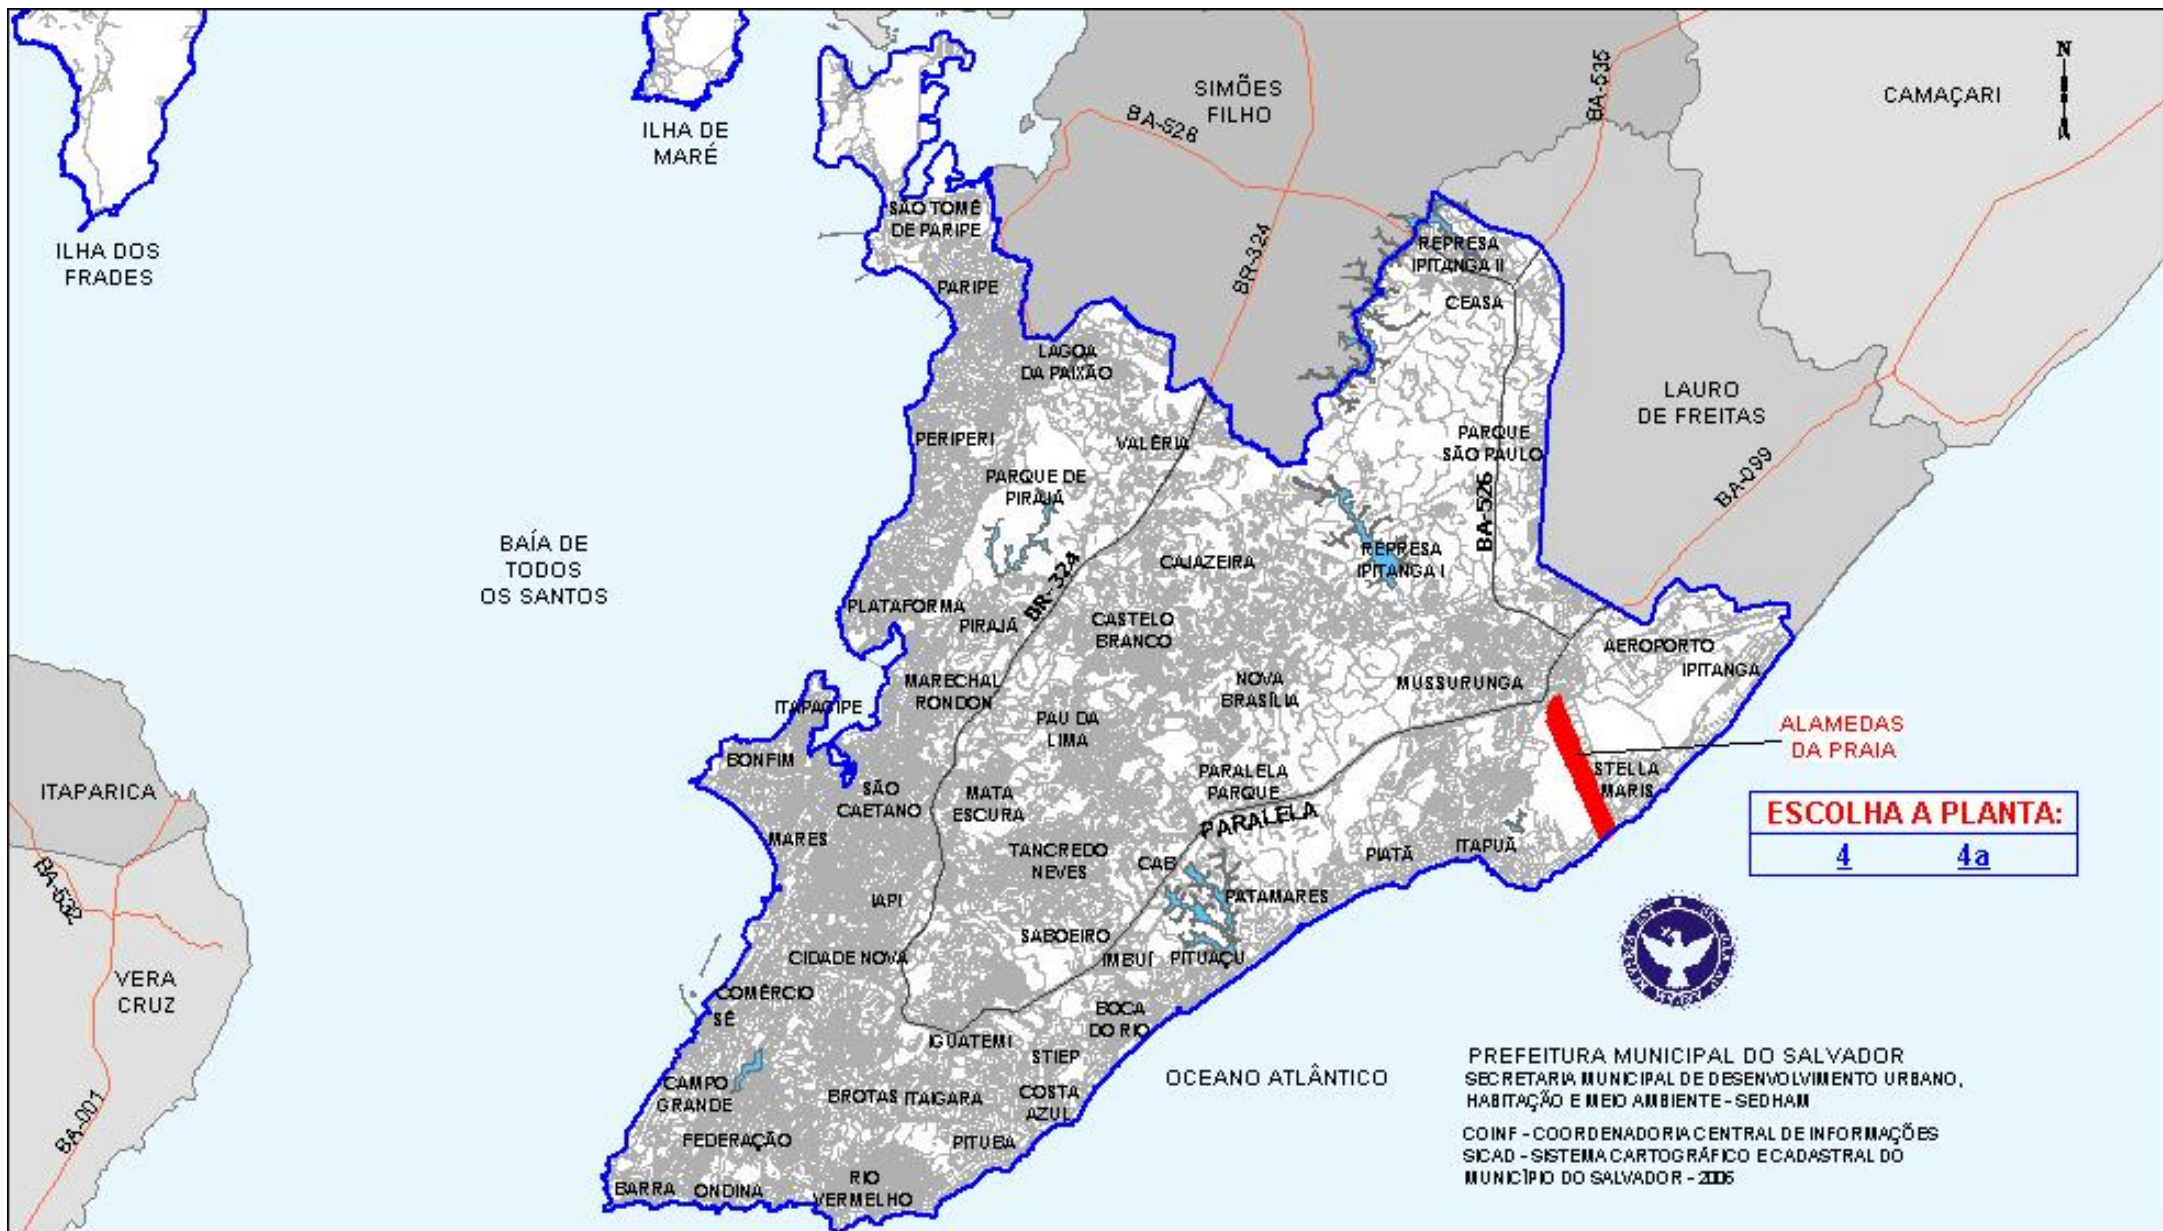 N
CAMAÇARI
SIMÕES
FILHO
BA-535
BA-526
ILHA DE
MARÉ
ILHA DOS
FRADES
SÃO TOMÉ
DE PARIPE
BR-324
REPRESA
IPITANGA II
PARIPE
CEASA
LAGOA
DA PAIXÃO
LAURO
DE FREITAS
PERIPERI
VALÉRIA
PARQUE
SÃO PAULO
PARQUE DE
PIRAJÁ
BA-099
BA-526
BAÍA DE
TODOS
OS SANTOS
BR-324
CAJAZEIRA
REPRESA
IPITANGA I
PLATAFORMA
PIRAJÁ
CASTELO
BRANCO
AEROPORTO
IPITANGA
MARECHAL
RONDON
NOVA
BRASÍLIA
MUSSURUNGA
ITAPAGIPE
PAU DA
LIMA
ALAMEDAS
DA PRAIA
BONFIM
STELLA
MARIS
ITAPARICA
SÃO
CAETANO
MATA
ESCURA
PARALELA
PARQUE
PARALELA
ESCOLHA A PLANTA:
4 4a
MARES
TANCREDO
NEVES
CAB
PIATÃ
ITAPUÃ
BA-532
IAPI
PATAMARES
SABOEIRO
CIDADE NOVA
IMBUÍ
PITUAÇU
VERA
CRUZ
COMÉRCIO
SÉ
BOCA
DO RIO
IGUATEMI
STIEP
OCEANO ATLÂNTICO
BA-001
CAMPO
GRANDE
BROTAS
ITAIGARA
COSTA
AZUL
FEDERAÇÃO
PITUBA
BARRA
ONDINA
RIO
VERMELHO
PREFEITURA MUNICIPAL DO SALVADOR
SECRETARIA MUNICIPAL DE DESENVOLVIMENTO URBANO,
HABITAÇÃO E MEIO AMBIENTE - SEDHAM
COINF - COORDENADORIA CENTRAL DE INFORMAÇÕES
SICAD - SISTEMA CARTOGRÁFICO E CADASTRAL DO
MUNICÍPIO DO SALVADOR - 2006